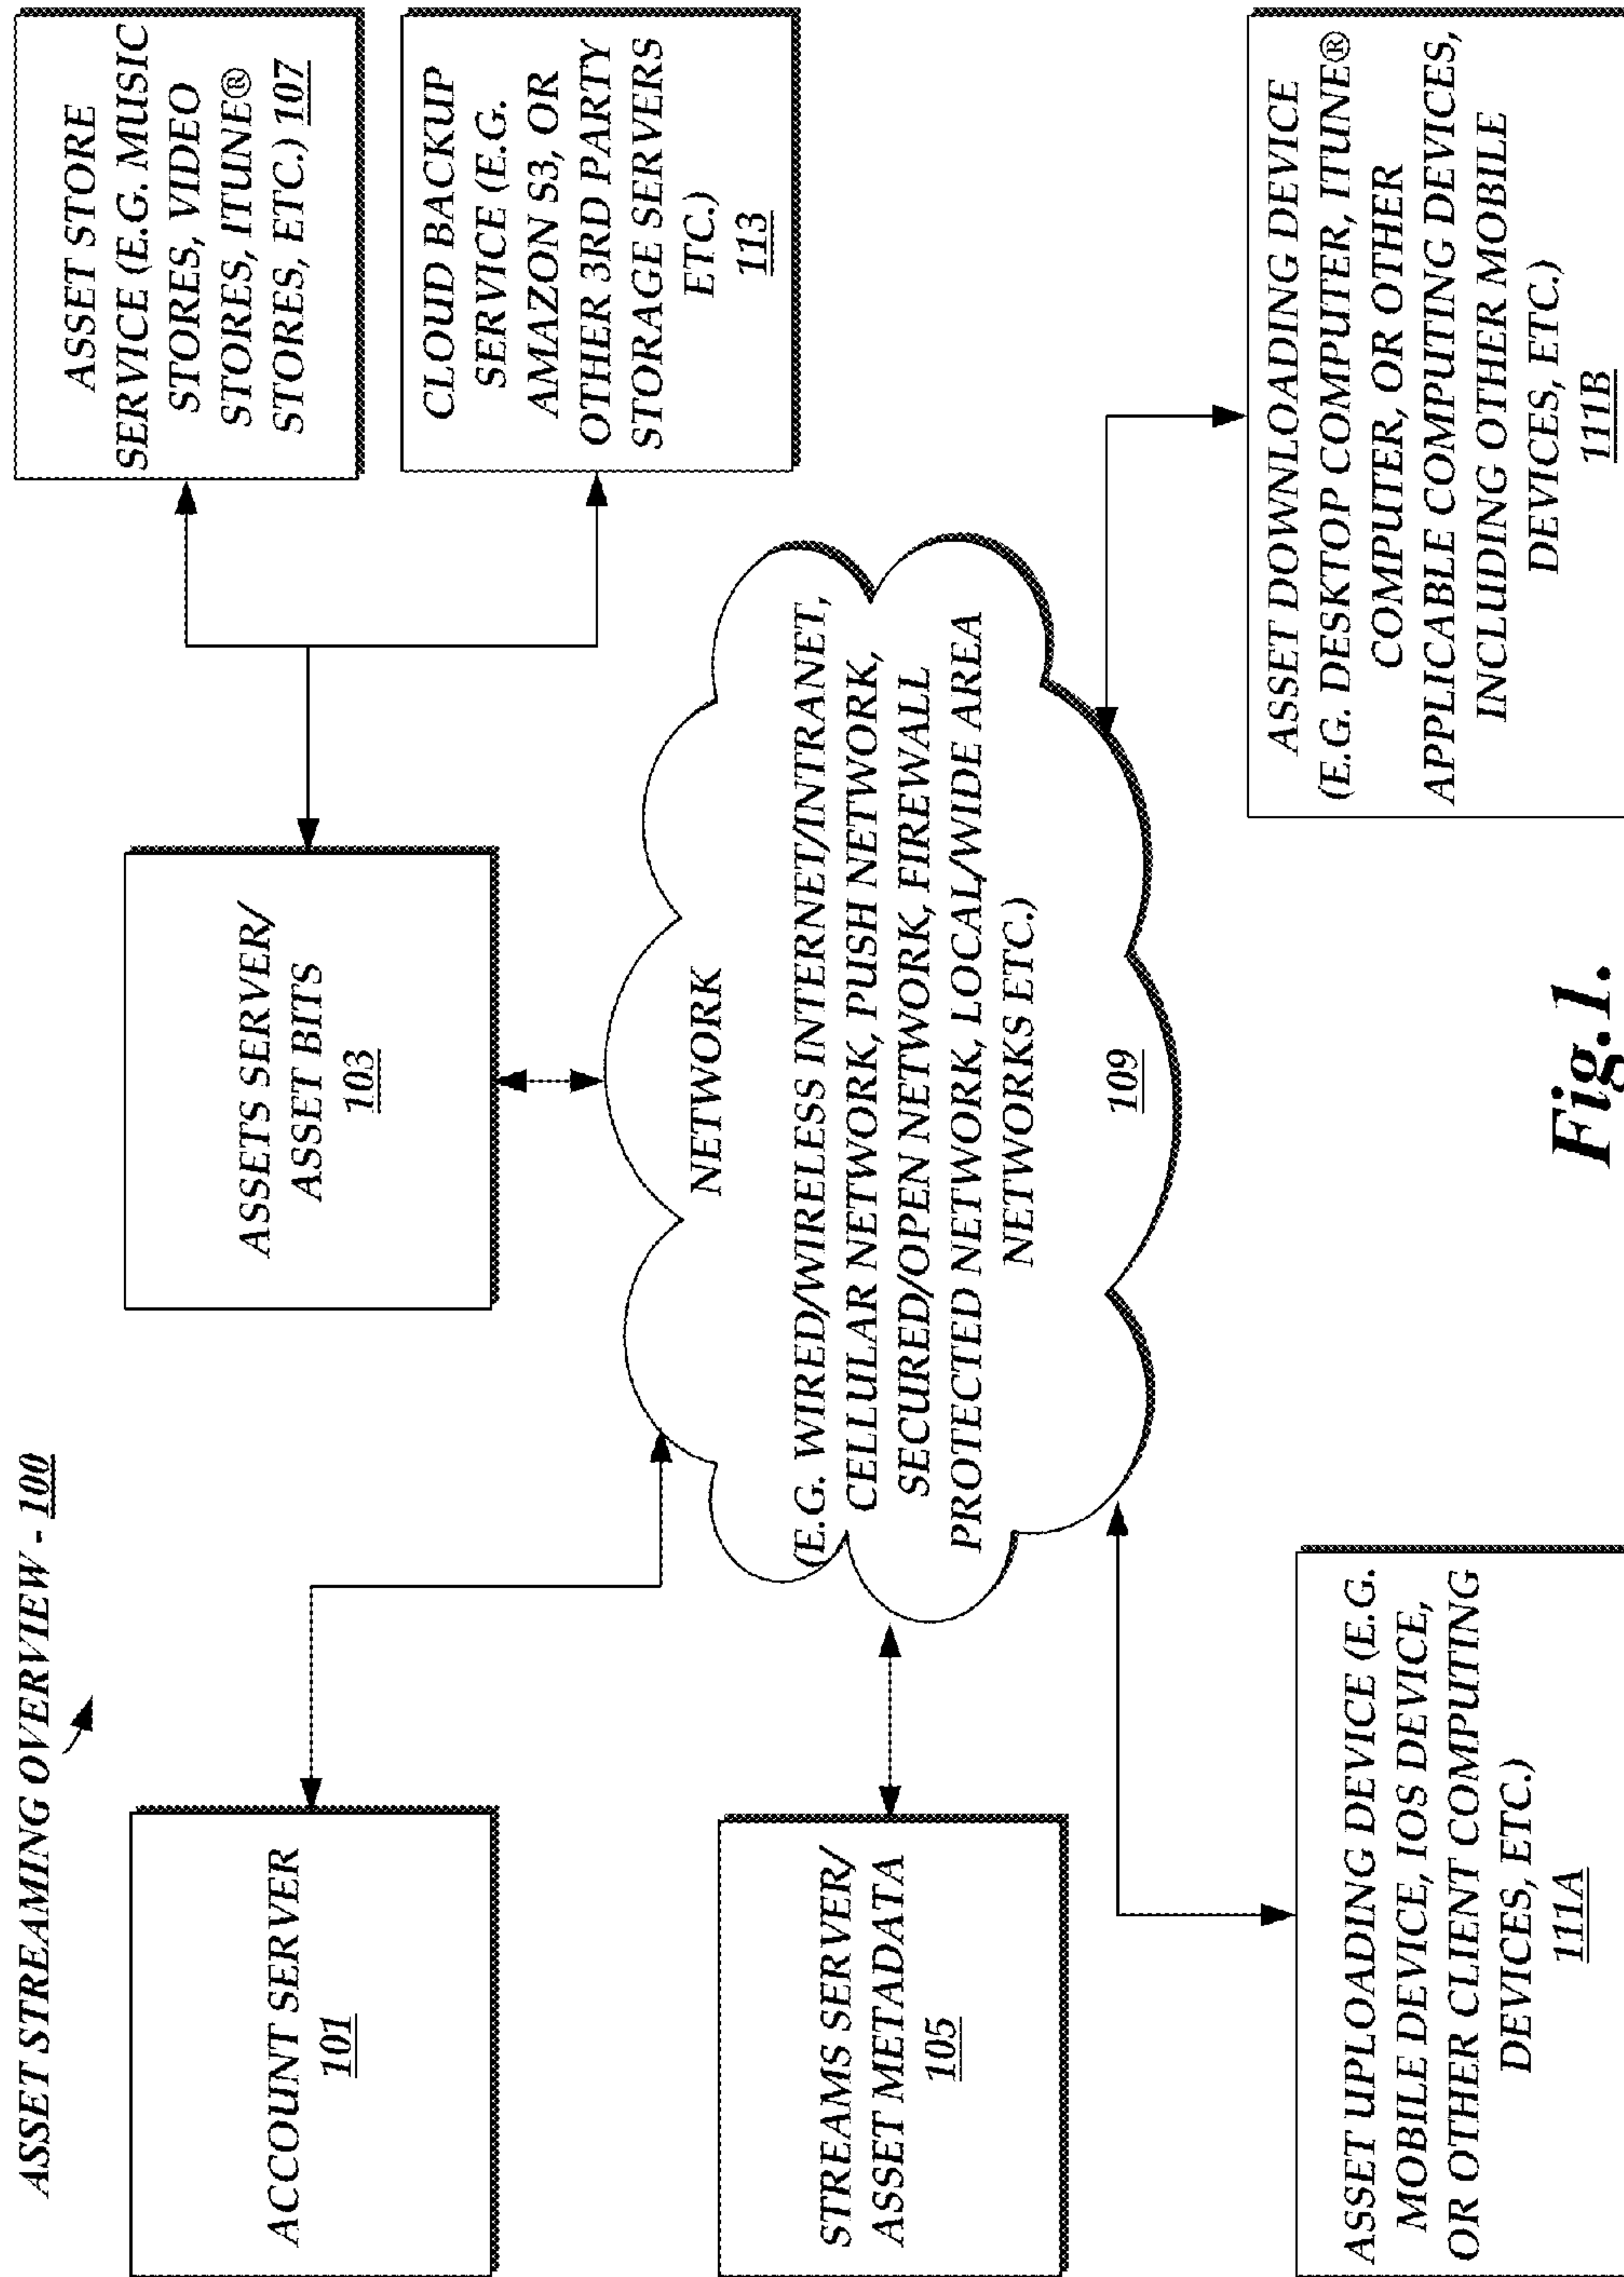 ASSET STREAMING OVERVIEW - 100
ACCOUNT SERVER
101
ASSETS SERVER/
ASSET BITS
103
ASSET STORE
SERVICE (E.G. MUSIC
STORES, VIDEO
STORES, ITUNE®
STORES, ETC.) 107
CLOUD BACKUP
SERVICE (E.G.
AMAZON S3, OR
OTHER 3RD PARTY
STORAGE SERVERS
ETC.)
113
STREAMS SERVER/
ASSET METADATA
105
NETWORK
(E.G. WIRED/WIRELESS INTERNET/INTRANET,
CELLULAR NETWORK, PUSH NETWORK,
SECURED/OPEN NETWORK, FIREWALL
PROTECTED NETWORK, LOCAL/WIDE AREA
NETWORKS ETC.)
109
ASSET UPLOADING DEVICE (E.G.
MOBILE DEVICE, IOS DEVICE,
OR OTHER CLIENT COMPUTING
DEVICES, ETC.)
111A
ASSET DOWNLOADING DEVICE
(E.G. DESKTOP COMPUTER, ITUNE®
COMPUTER, OR OTHER
APPLICABLE COMPUTING DEVICES,
INCLUDING OTHER MOBILE
DEVICES, ETC.)
111B
Fig.1.